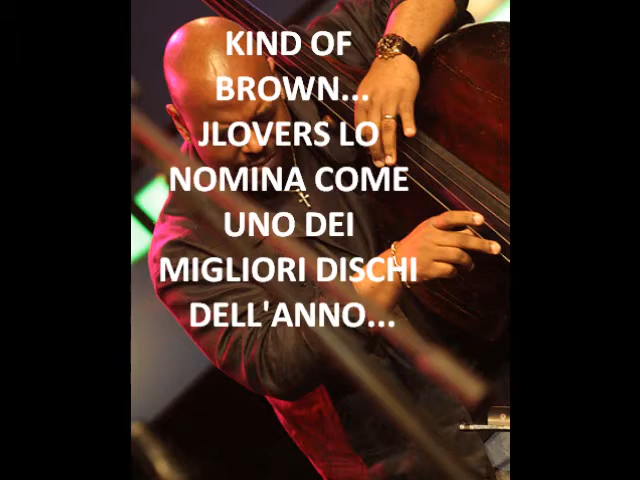 KIND OF
BROWN...
JLOVERS LO
NOMINA COME
UNO DEI
MIGLIORI DISCHI
DELL'ANNO...